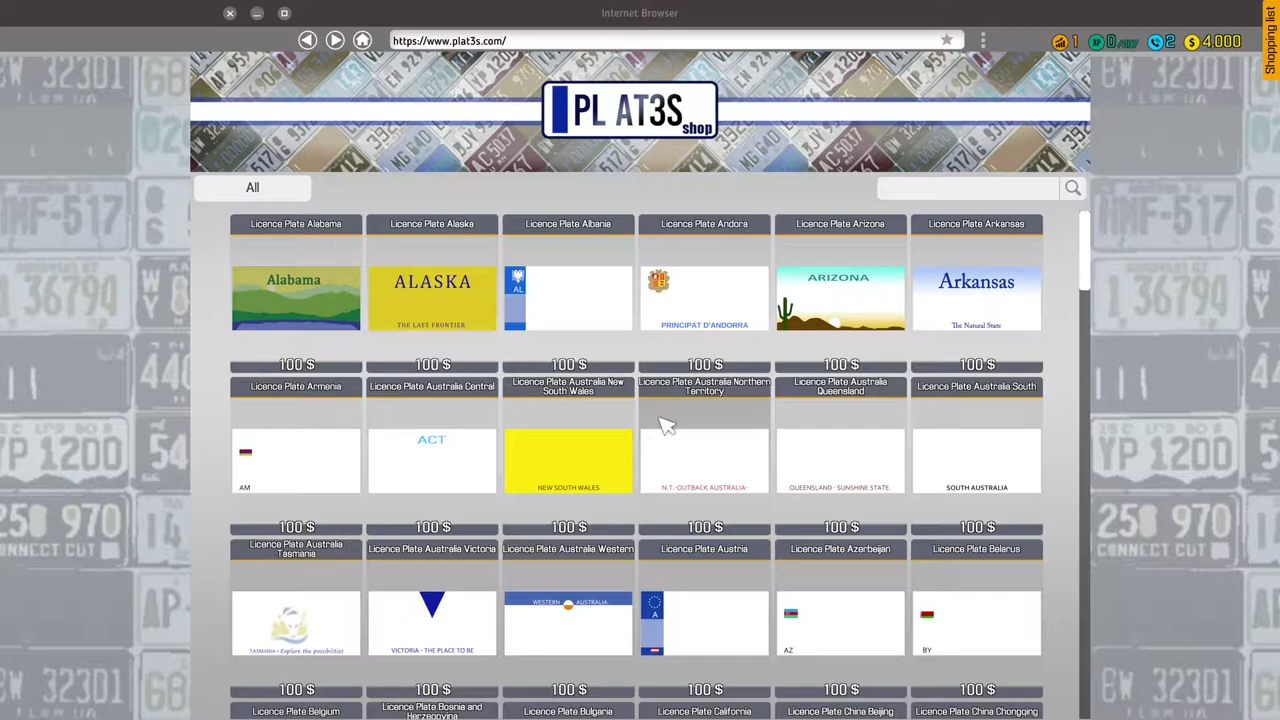 Internet Browser
https://www.plat3s.com/
1
XP 0/307
2
$ 4,000
Shopping list
PL AT3S
shop
All
Licence Plate Alabama
Licence Plate Alaska
Licence Plate Albania
Licence Plate Andora
Licence Plate Arizona
Licence Plate Arkansas
Alabama
ALASKA
THE LAST FRONTIER
AL
PRINCIPAT D'ANDORRA
ARIZONA
Arkansas
The Natural State
100 $
100 $
100 $
100 $
100 $
100 $
Licence Plate Armenia
Licence Plate Australia Central
Licence Plate Australia New
South Wales
Licence Plate Australia Northern
Territory
Licence Plate Australia
Queensland
Licence Plate Australia South
AM
ACT
NEW SOUTH WALES
N.T. -OUTBACK AUSTRALIA-
QUEENSLAND - SUNSHINE STATE.
SOUTH AUSTRALIA
100 $
100 $
100 $
100 $
100 $
100 $
Licence Plate Australia
Tasmania
Licence Plate Australia Victoria
Licence Plate Australia Western
Licence Plate Austria
Licence Plate Azerbeijan
Licence Plate Belarus
TASMANIA - Explore the possibilities
VICTORIA - THE PLACE TO BE
WESTERN AUSTRALIA
A
AZ
BY
100 $
100 $
100 $
100 $
100 $
100 $
Licence Plate Belgium
Licence Plate Bosnia and
Herzegovina
Licence Plate Bulgaria
Licence Plate California
Licence Plate China Beijing
Licence Plate China Chongqing